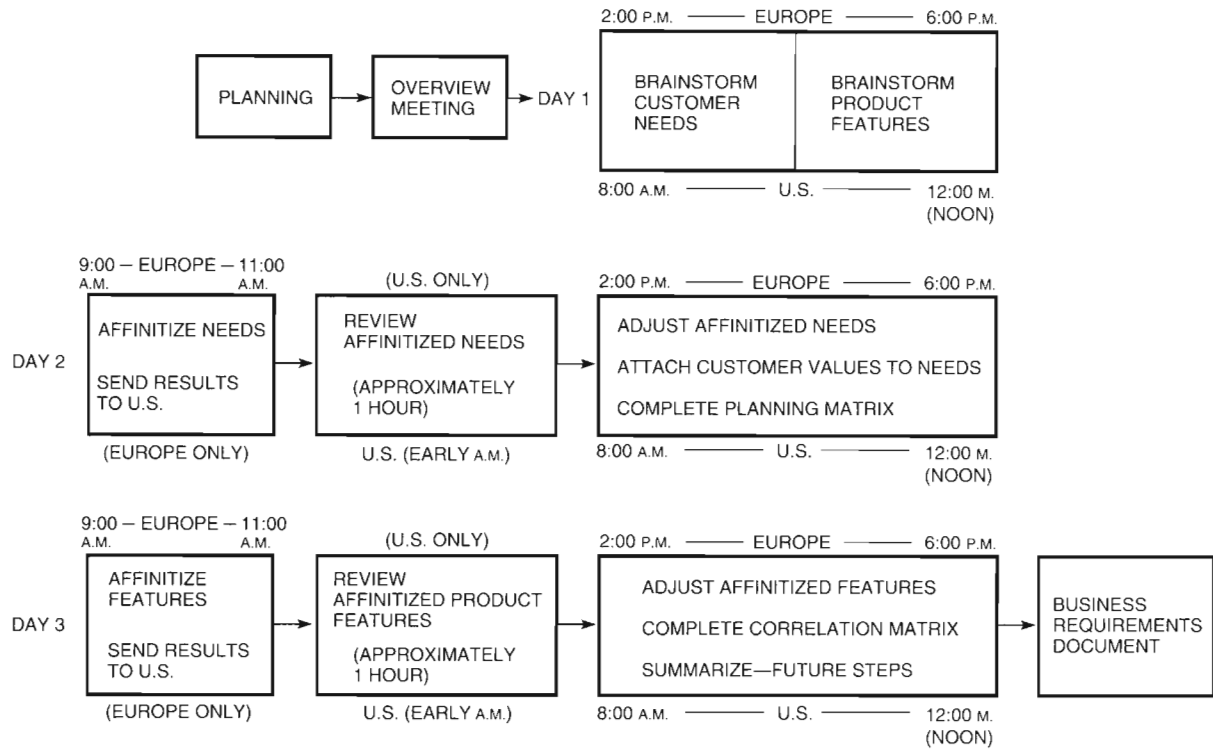 2:00 P.M. — EUROPE — 6:00 P.M.
PLANNING
OVERVIEW
MEETING
DAY 1
BRAINSTORM
CUSTOMER
NEEDS
BRAINSTORM
PRODUCT
FEATURES
8:00 A.M. — U.S. — 12:00 M.
(NOON)
9:00 – EUROPE – 11:00
A.M. A.M.
(U.S. ONLY)
2:00 P.M. — EUROPE — 6:00 P.M.
DAY 2
AFFINITIZE NEEDS
SEND RESULTS
TO U.S.
REVIEW
AFFINITIZED NEEDS
(APPROXIMATELY
1 HOUR)
ADJUST AFFINITIZED NEEDS
ATTACH CUSTOMER VALUES TO NEEDS
COMPLETE PLANNING MATRIX
(EUROPE ONLY)
U.S. (EARLY A.M.)
8:00 A.M. — U.S. — 12:00 M.
(NOON)
9:00 – EUROPE – 11:00
A.M. A.M.
(U.S. ONLY)
2:00 P.M. — EUROPE — 6:00 P.M.
DAY 3
AFFINITIZE
FEATURES
SEND RESULTS
TO U.S.
REVIEW
AFFINITIZED PRODUCT
FEATURES
(APPROXIMATELY
1 HOUR)
ADJUST AFFINITIZED FEATURES
COMPLETE CORRELATION MATRIX
SUMMARIZE—FUTURE STEPS
BUSINESS
REQUIREMENTS
DOCUMENT
(EUROPE ONLY)
U.S. (EARLY A.M.)
8:00 A.M. — U.S. — 12:00 M.
(NOON)